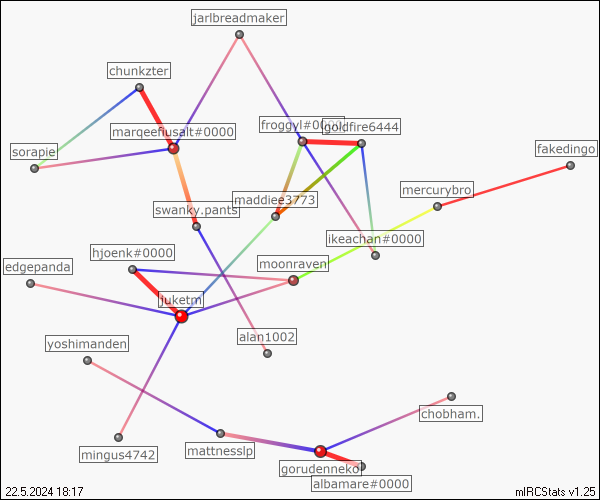 jarlbreadmaker
chunkzter
froggyl#0000
goldfire6444
marqeefiusalt#0000
fakedingo
sorapie
mercurybro
maddiee3773
swanky.pants
ikeachan#0000
hjoenk#0000
edgepanda
moonraven
juketm
alan1002
yoshimanden
chobham.
mattnesslp
mingus4742
gorudenneko
albamare#0000
22.5.2024 18:17
mIRCStats v1.25